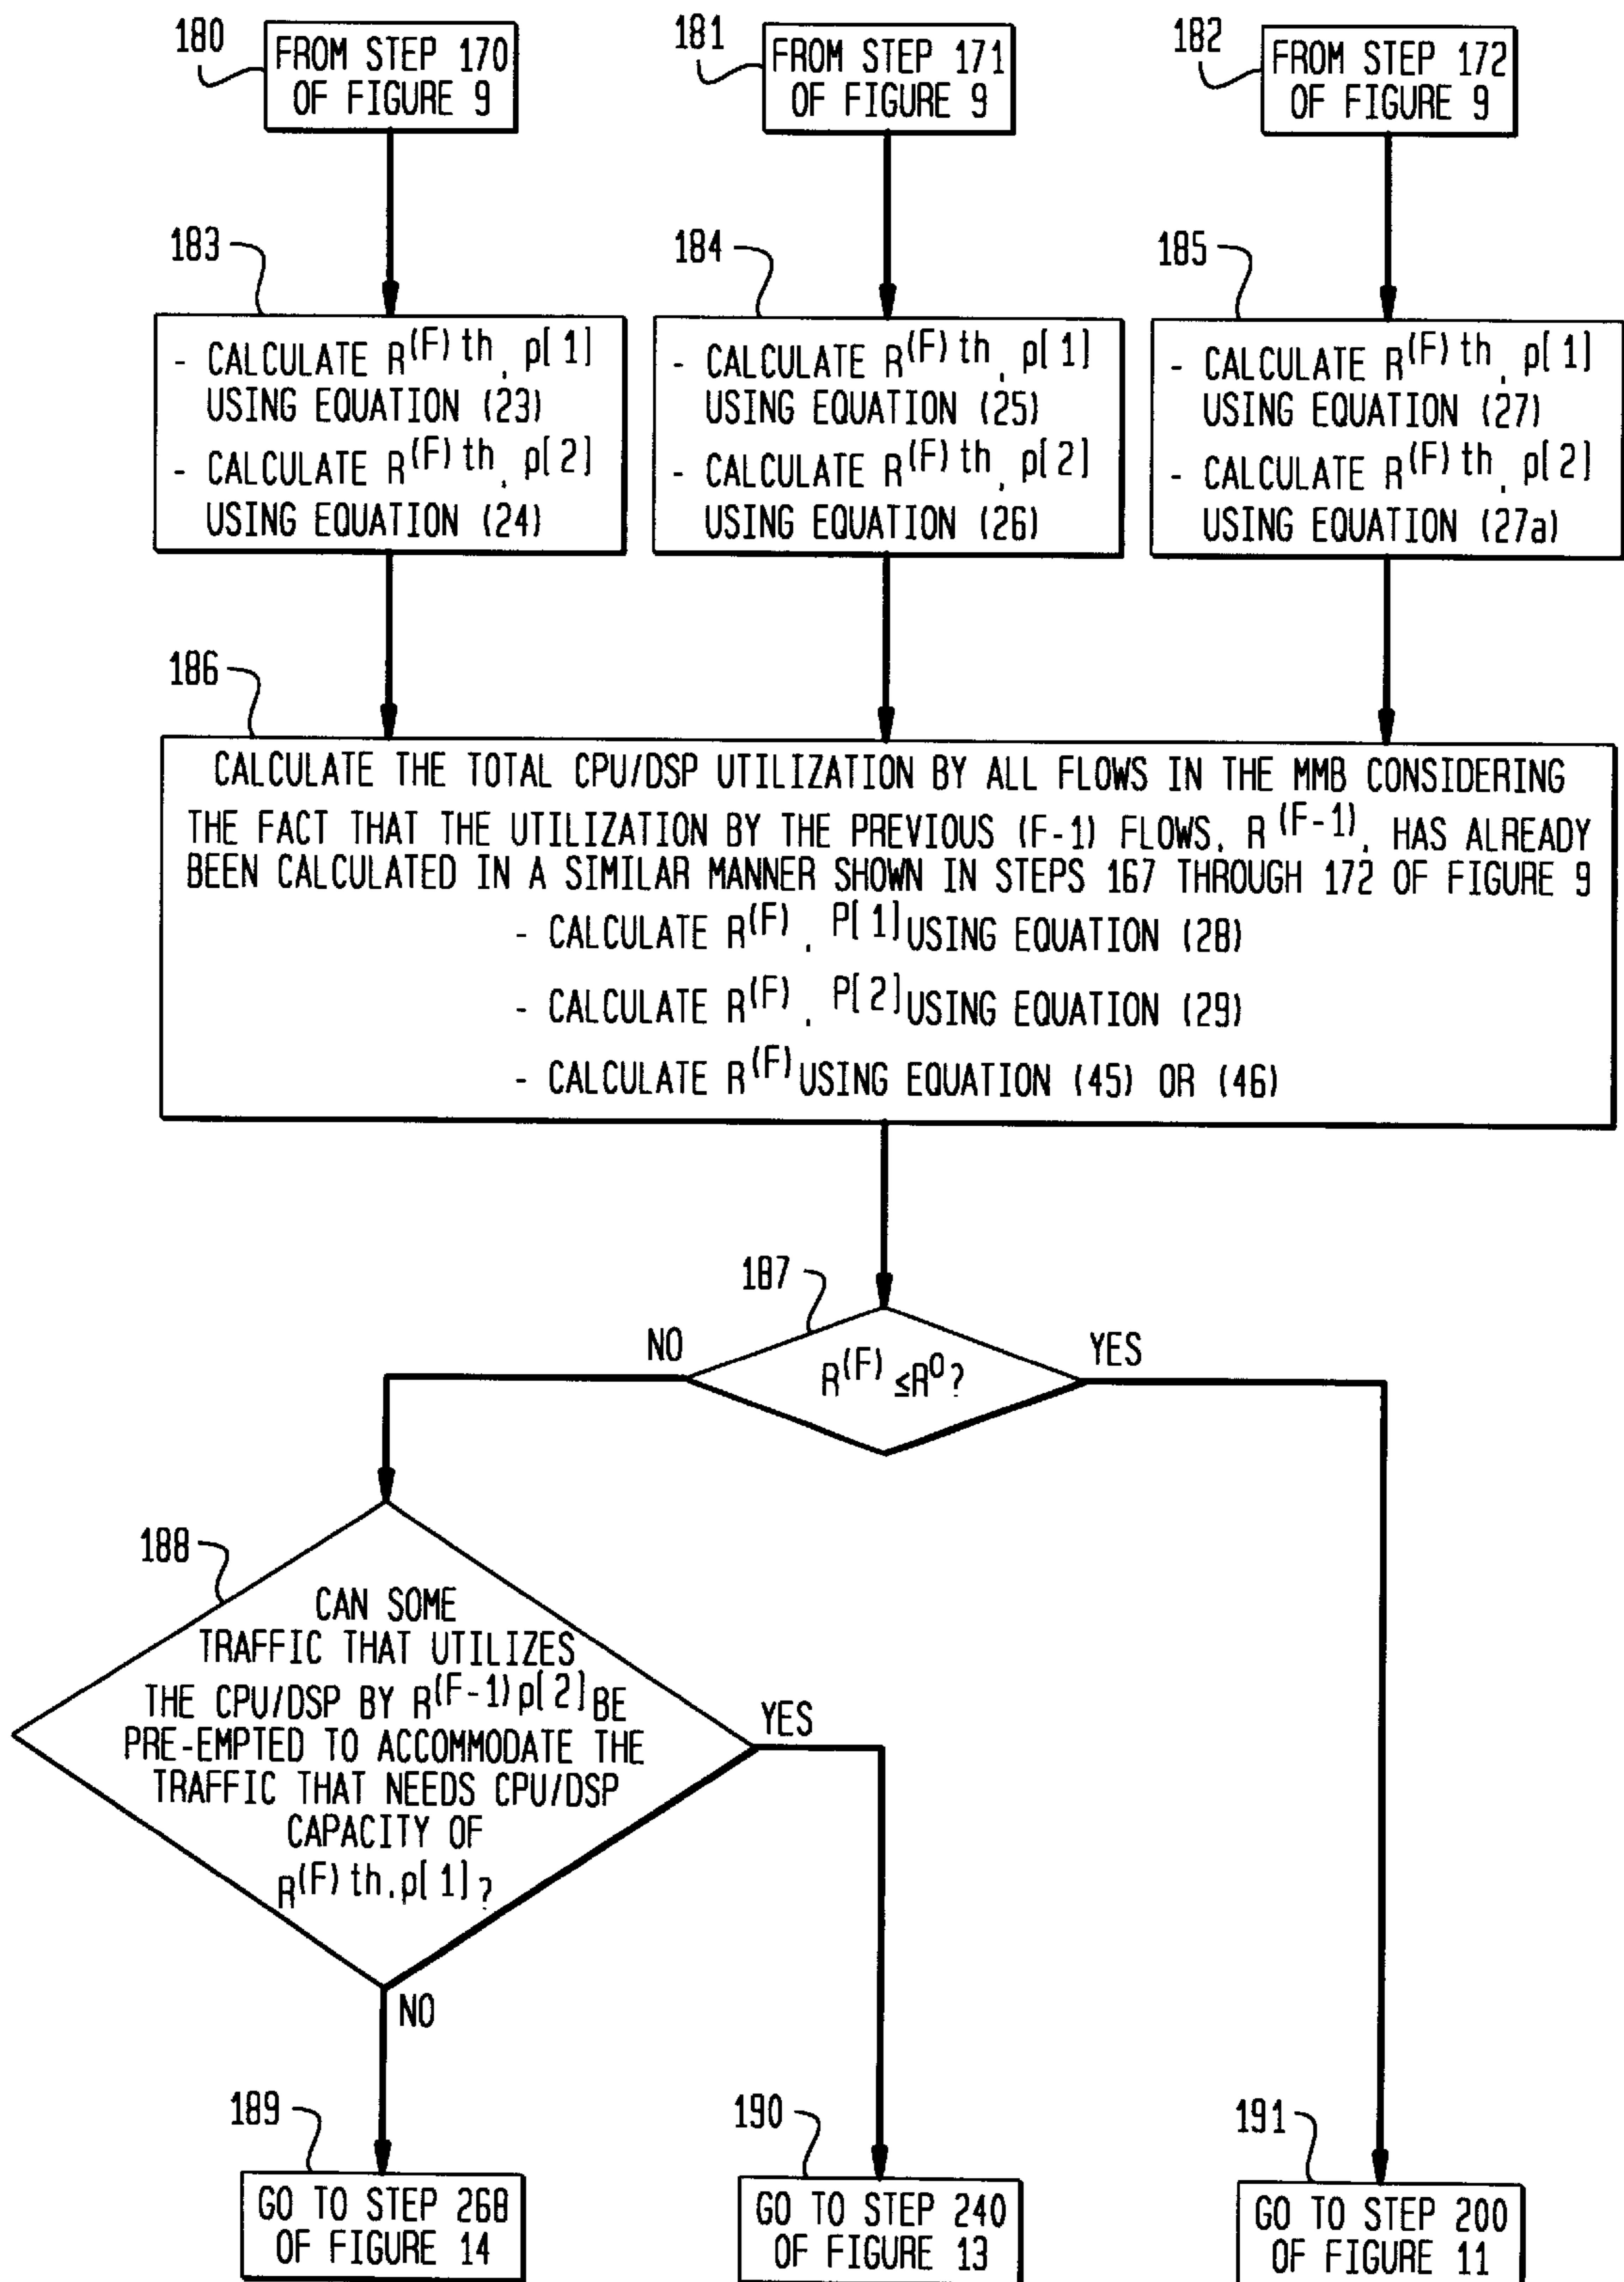 180
FROM STEP 170
OF FIGURE 9
181
FROM STEP 171
OF FIGURE 9
182
FROM STEP 172
OF FIGURE 9
183
- CALCULATE R(F) th, p[1]
USING EQUATION (23)
- CALCULATE R(F) th, p[2]
USING EQUATION (24)
184
- CALCULATE R(F) th, p[1]
USING EQUATION (25)
- CALCULATE R(F) th, p[2]
USING EQUATION (26)
185
- CALCULATE R(F) th, p[1]
USING EQUATION (27)
- CALCULATE R(F) th, p[2]
USING EQUATION (27a)
186
CALCULATE THE TOTAL CPU/DSP UTILIZATION BY ALL FLOWS IN THE MMB CONSIDERING
THE FACT THAT THE UTILIZATION BY THE PREVIOUS (F-1) FLOWS, R(F-1), HAS ALREADY
BEEN CALCULATED IN A SIMILAR MANNER SHOWN IN STEPS 167 THROUGH 172 OF FIGURE 9
- CALCULATE R(F), P[1] USING EQUATION (28)
- CALCULATE R(F), P[2] USING EQUATION (29)
- CALCULATE R(F) USING EQUATION (45) OR (46)
187
NO
R(F) ≤R0?
YES
188
CAN SOME
TRAFFIC THAT UTILIZES
THE CPU/DSP BY R(F-1)p[2] BE
PRE-EMPTED TO ACCOMMODATE THE
TRAFFIC THAT NEEDS CPU/DSP
CAPACITY OF
R(F) th,p[1]?
YES
NO
189
GO TO STEP 268
OF FIGURE 14
190
GO TO STEP 240
OF FIGURE 13
191
GO TO STEP 200
OF FIGURE 11